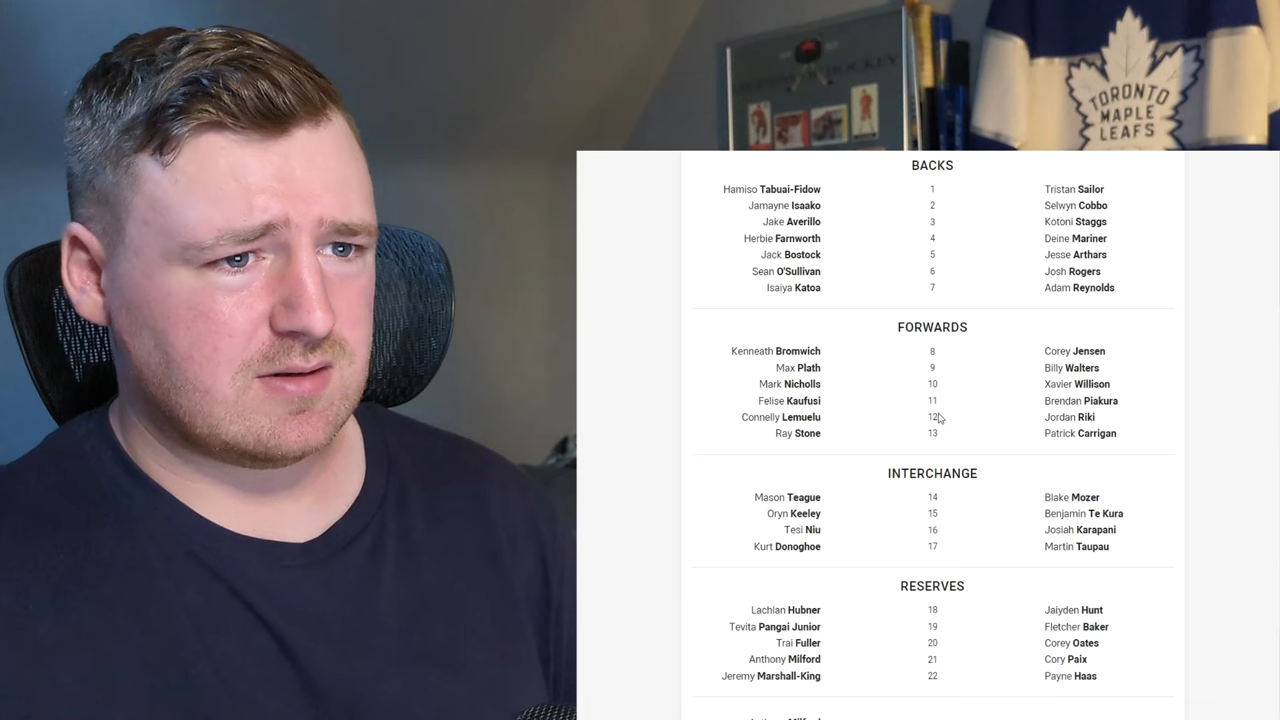 HOCKEY
TORONTO
MAPLE
LEAFS
BACKS
Hamiso Tabuai-Fidow 1 Tristan Sailor
Jamayne Isaako 2 Selwyn Cobbo
Jake Averillo 3 Kotoni Staggs
Herbie Farnworth 4 Deine Mariner
Jack Bostock 5 Jesse Arthars
Sean O'Sullivan 6 Josh Rogers
Isaiya Katoa 7 Adam Reynolds
FORWARDS
Kenneath Bromwich 8 Corey Jensen
Max Plath 9 Billy Walters
Mark Nicholls 10 Xavier Willison
Felise Kaufusi 11 Brendan Piakura
Connelly Lemuelu 12 Jordan Riki
Ray Stone 13 Patrick Carrigan
INTERCHANGE
Mason Teague 14 Blake Mozer
Oryn Keeley 15 Benjamin Te Kura
Tesi Niu 16 Josiah Karapani
Kurt Donoghoe 17 Martin Taupau
RESERVES
Lachlan Hubner 18 Jaiyden Hunt
Tevita Pangai Junior 19 Fletcher Baker
Trai Fuller 20 Corey Oates
Anthony Milford 21 Cory Paix
Jeremy Marshall-King 22 Payne Haas